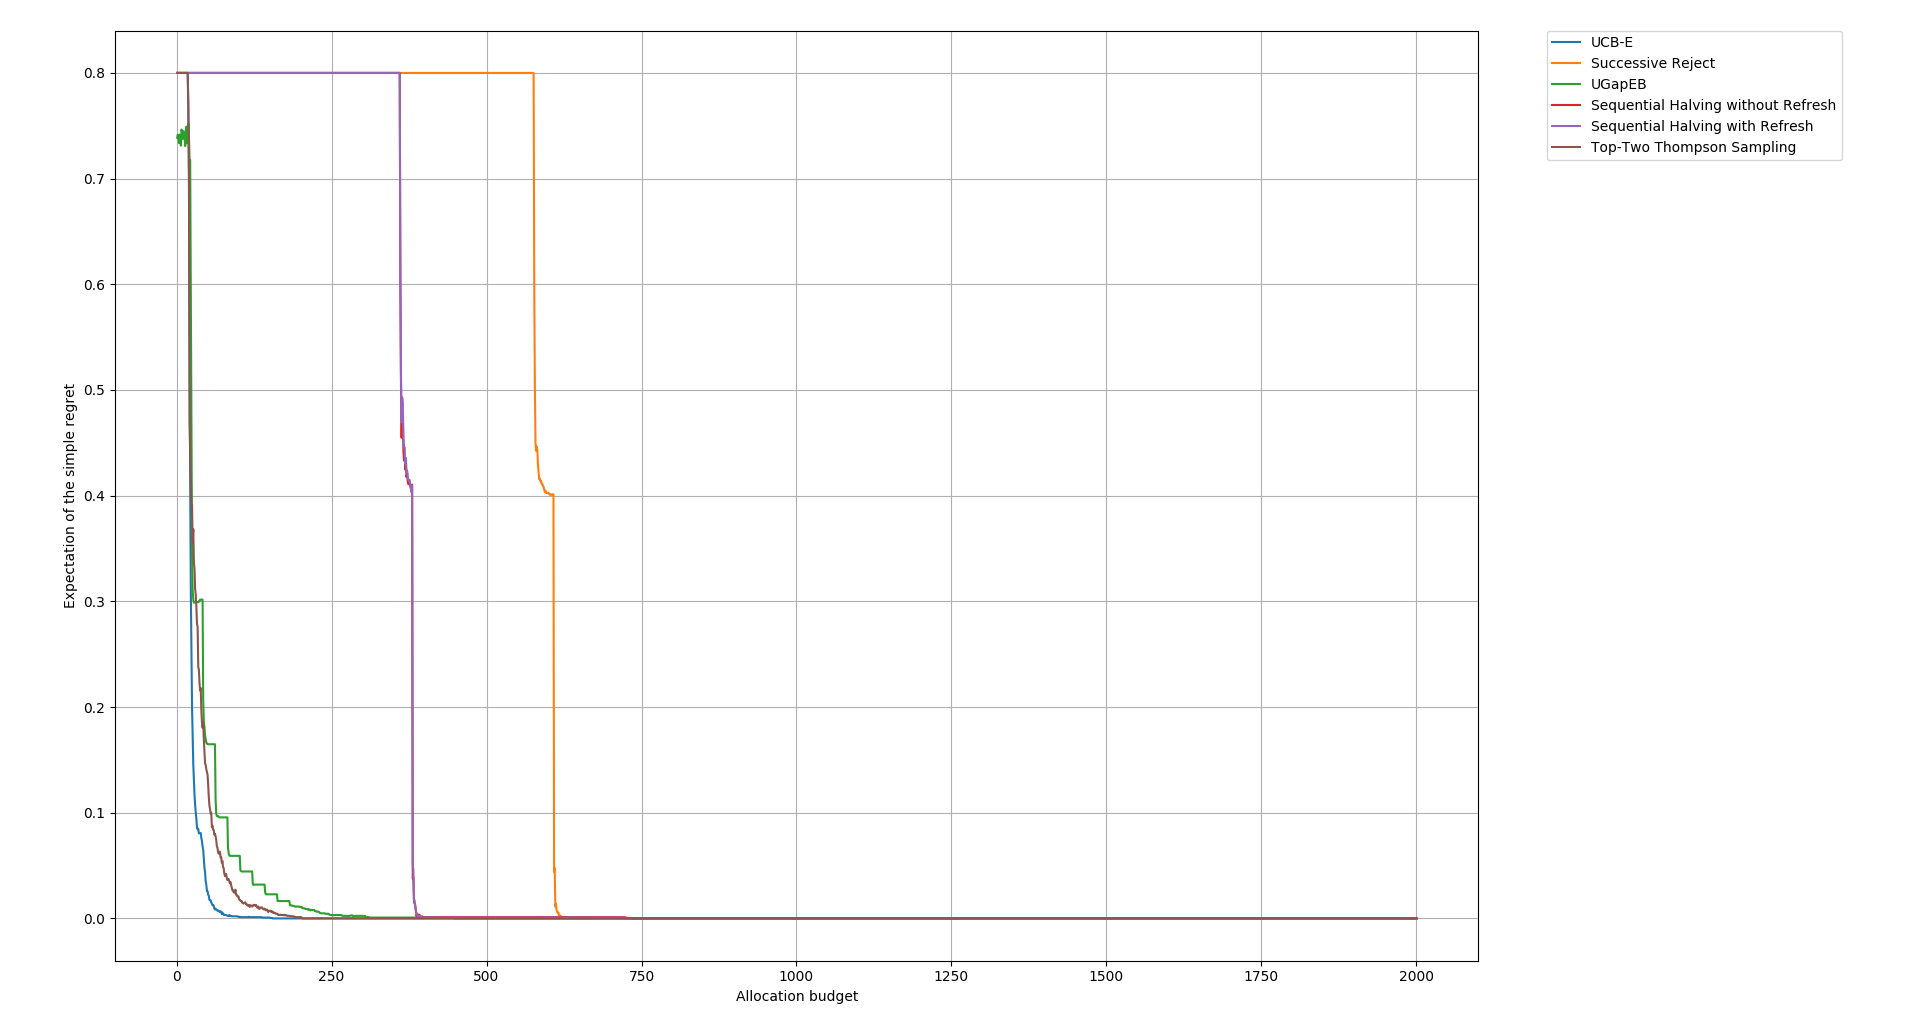 UCB-E
Successive Reject
UGapEB
Sequential Halving without Refresh
Sequential Halving with Refresh
Top-Two Thompson Sampling
Expectation of the simple regret
0.8
0.7
0.6
0.5
0.4
0.3
0.2
0.1
0.0
0 250 500 750 1000 1250 1500 1750 2000
Allocation budget